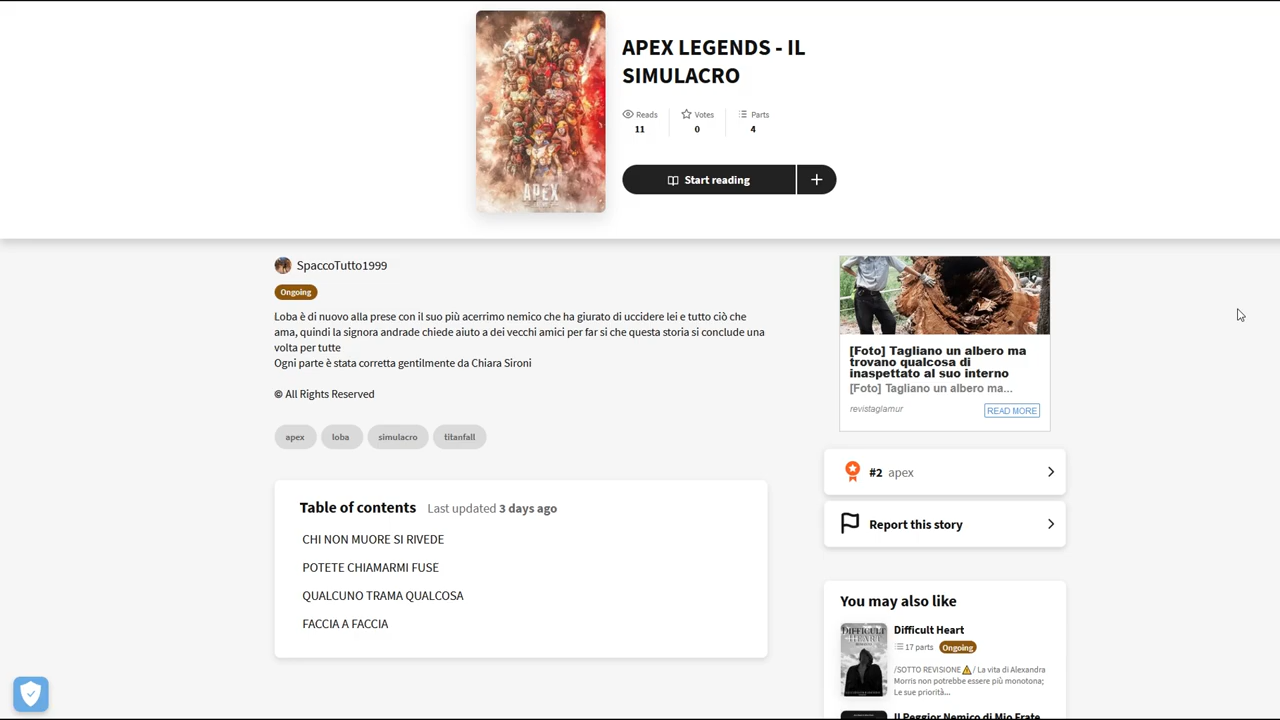 APEX
APEX LEGENDS - IL
SIMULACRO
Reads
11
Votes
0
Parts
4
Start reading
SpaccoTutto1999
Ongoing
Loba è di nuovo alla prese con il suo più acerrimo nemico che ha giurato di uccidere lei e tutto ciò che
ama, quindi la signora andrade chiede aiuto a dei vecchi amici per far si che questa storia si conclude una
volta per tutte
Ogni parte è stata corretta gentilmente da Chiara Sironi
© All Rights Reserved
apex
loba
simulacro
titanfall
Table of contents
Last updated 3 days ago
CHI NON MUORE SI RIVEDE
POTETE CHIAMARMI FUSE
QUALCUNO TRAMA QUALCOSA
FACCIA A FACCIA
[Foto] Tagliano un albero ma
trovano qualcosa di
inaspettato al suo interno
[Foto] Tagliano un albero ma...
revistaglamur
READ MORE
#2 apex
Report this story
You may also like
DIFFICULT
HEART
Difficult Heart
17 parts
Ongoing
/SOTTO REVISIONE⚠/ La vita di Alexandra
Morris non potrebbe essere più monotona;
Le sue priorità...
Il Peggior Nemico di Mio Frate